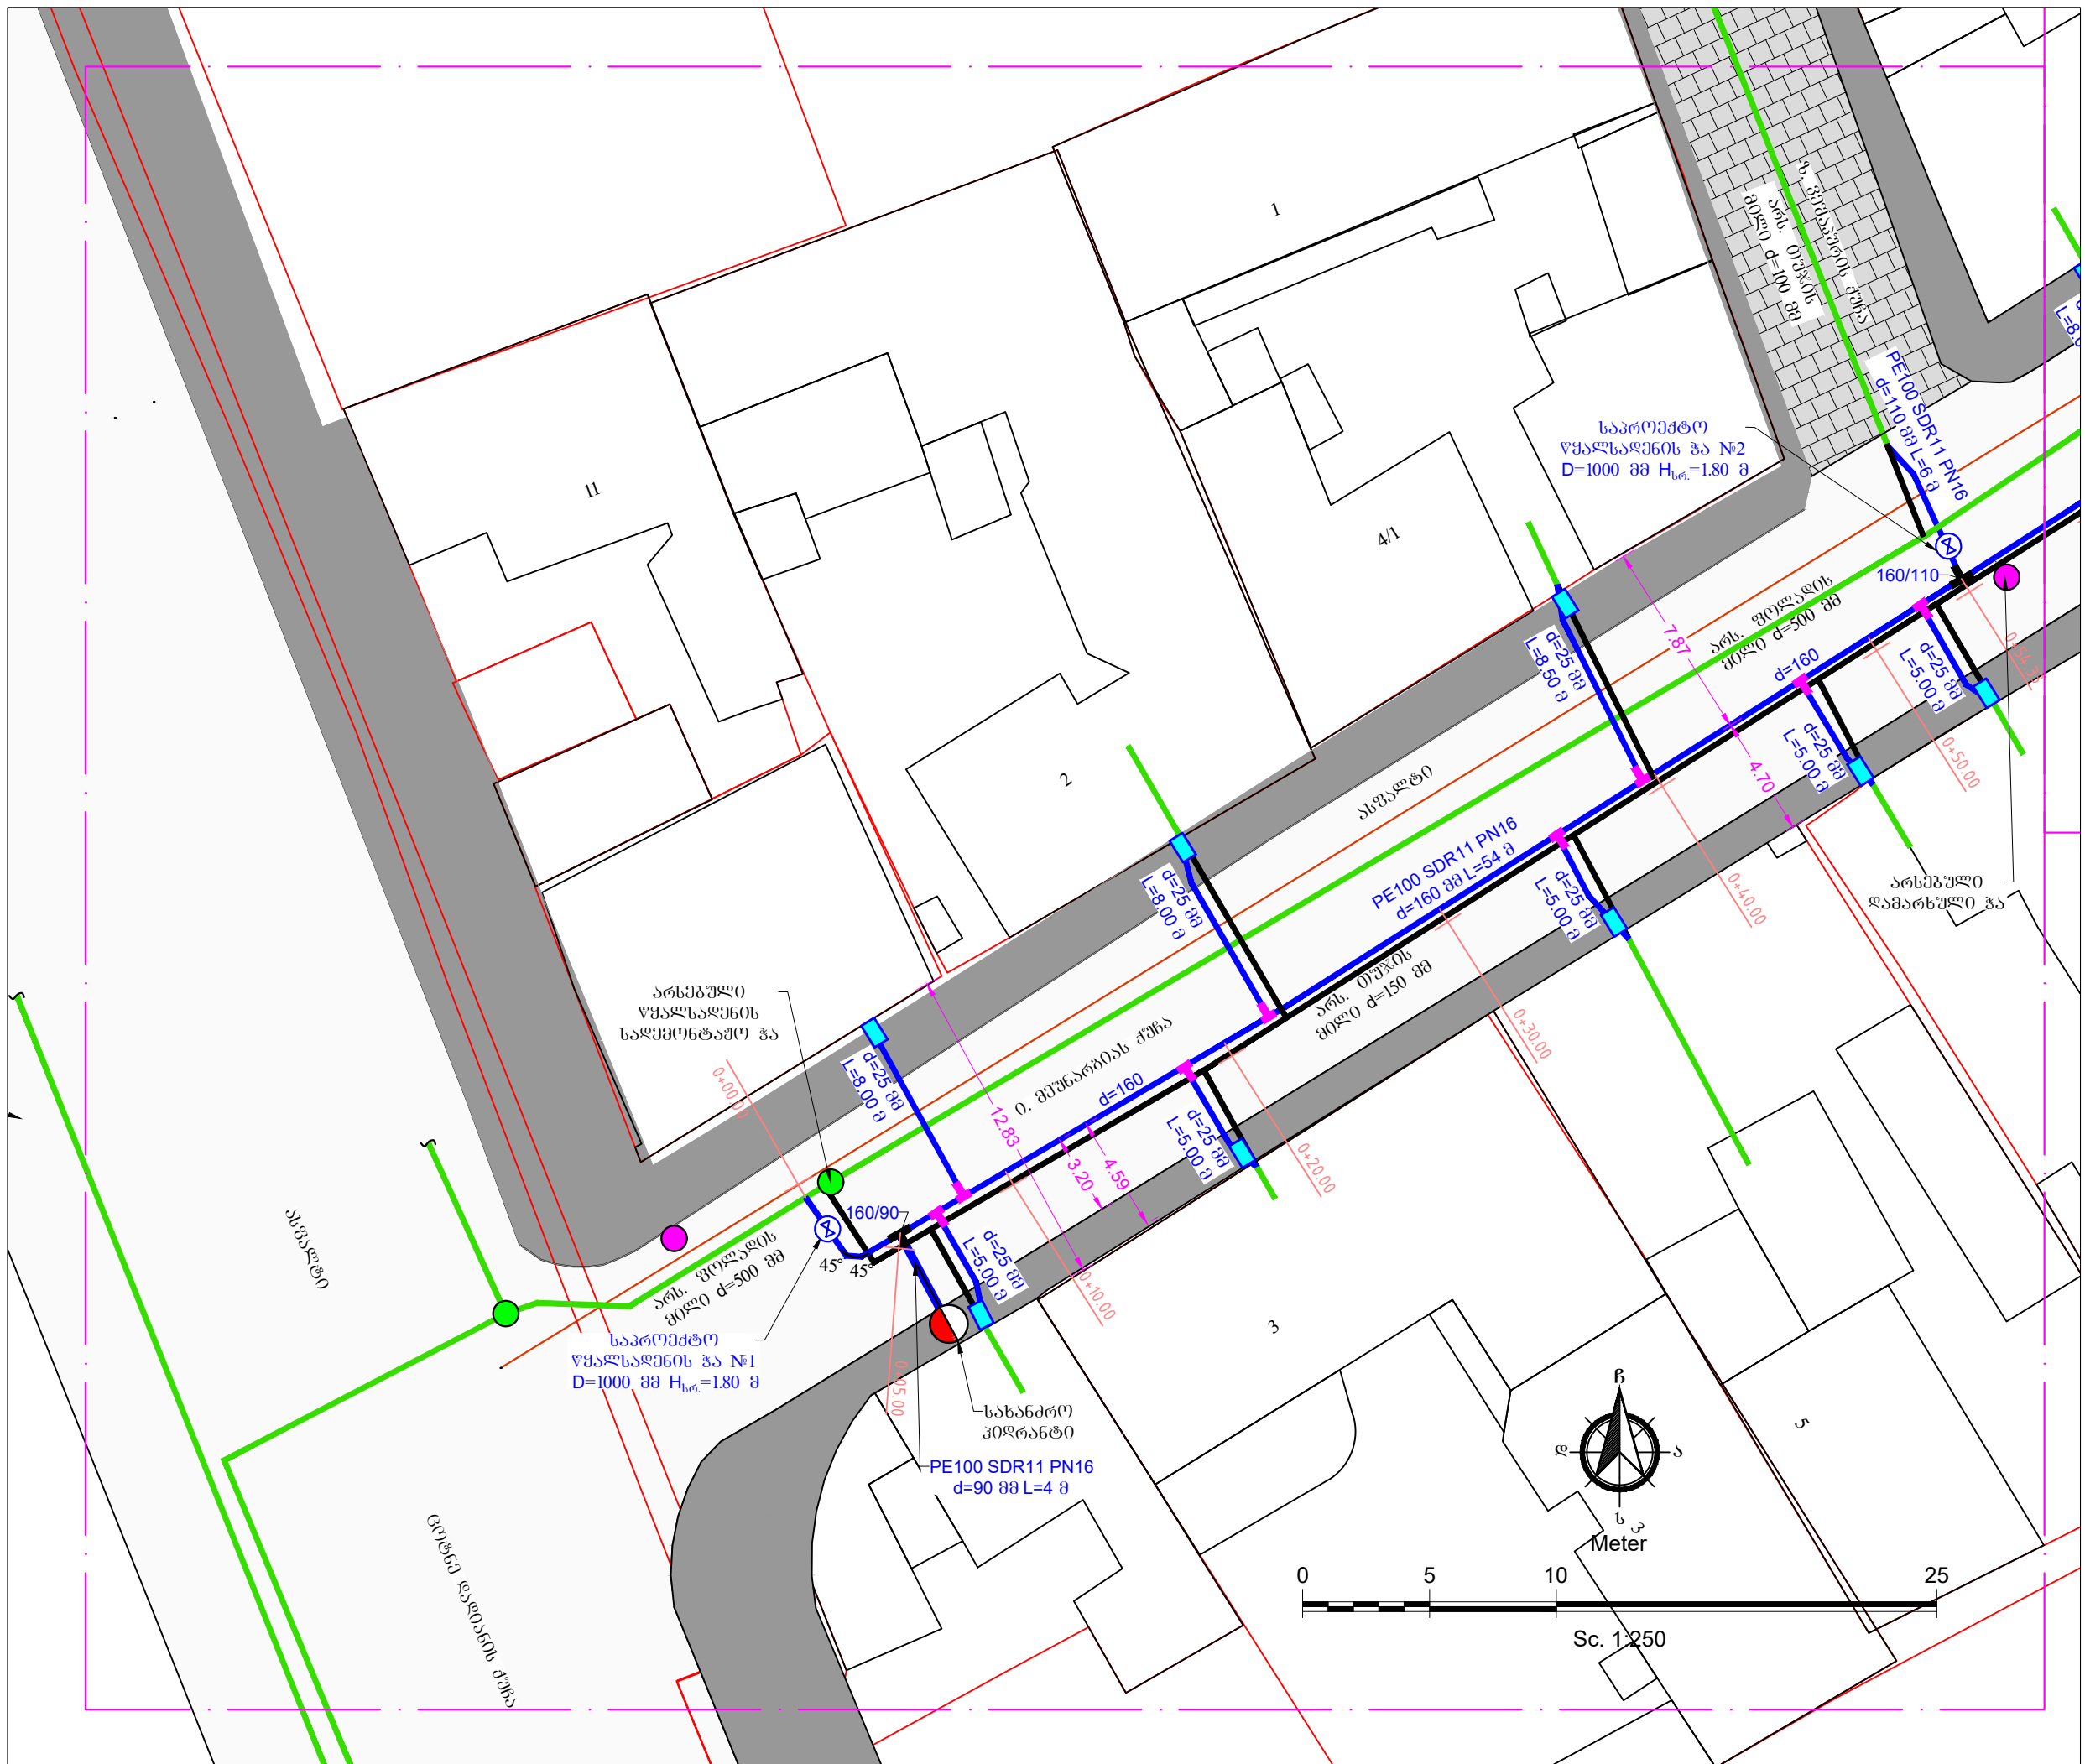 ზ. ჭავჭავაძის ქუჩა
არს. თუჯის
მილი d=100 მმ
PE100 SDR11 PN16
d=110 მმ L=6 მ
L=8.0
1
11
4/1
2
საპროექტო
წყალსადენის ჭა №2
D=1000 მმ Hსრ.=1.80 მ
160/110
არს. ფოლადის
მილი d=500 მმ
d=160
7.87
4.70
d=25 მმ
L=8.50 მ
d=25 მმ
L=5.00 მ
d=25 მმ
L=5.00 მ
0+50.00
0+40.00
არსებული
დამარხული ჭა
ასფალტი
PE100 SDR11 PN16
d=160 მმ L=54 მ
d=25 მმ
L=5.00 მ
d=25 მმ
L=8.00 მ
არს. თუჯის
მილი d=150 მმ
0+30.00
არსებული
წყალსადენის
სადემონტაჟო ჭა
0+00.00
d=25 მმ
L=8.00 მ
ი. მეუნარგიას ქუჩა
12.83
d=160
3.20
4.59
d=25 მმ
L=5.00 მ
0+20.00
160/90
45°
45°
d=25 მმ
L=5.00 მ
0+10.00
არს. ფოლადის
მილი d=500 მმ
საპროექტო
წყალსადენის ჭა №1
D=1000 მმ Hსრ.=1.80 მ
0+05.00
სახანძრო
ჰიდრანტი
PE100 SDR11 PN16
d=90 მმ L=4 მ
ასფალტი
ცოტნე დადიანის ქუჩა
3
5
3
ჩ
დ
ა
ს
Meter
0 5 10 25
Sc. 1:250